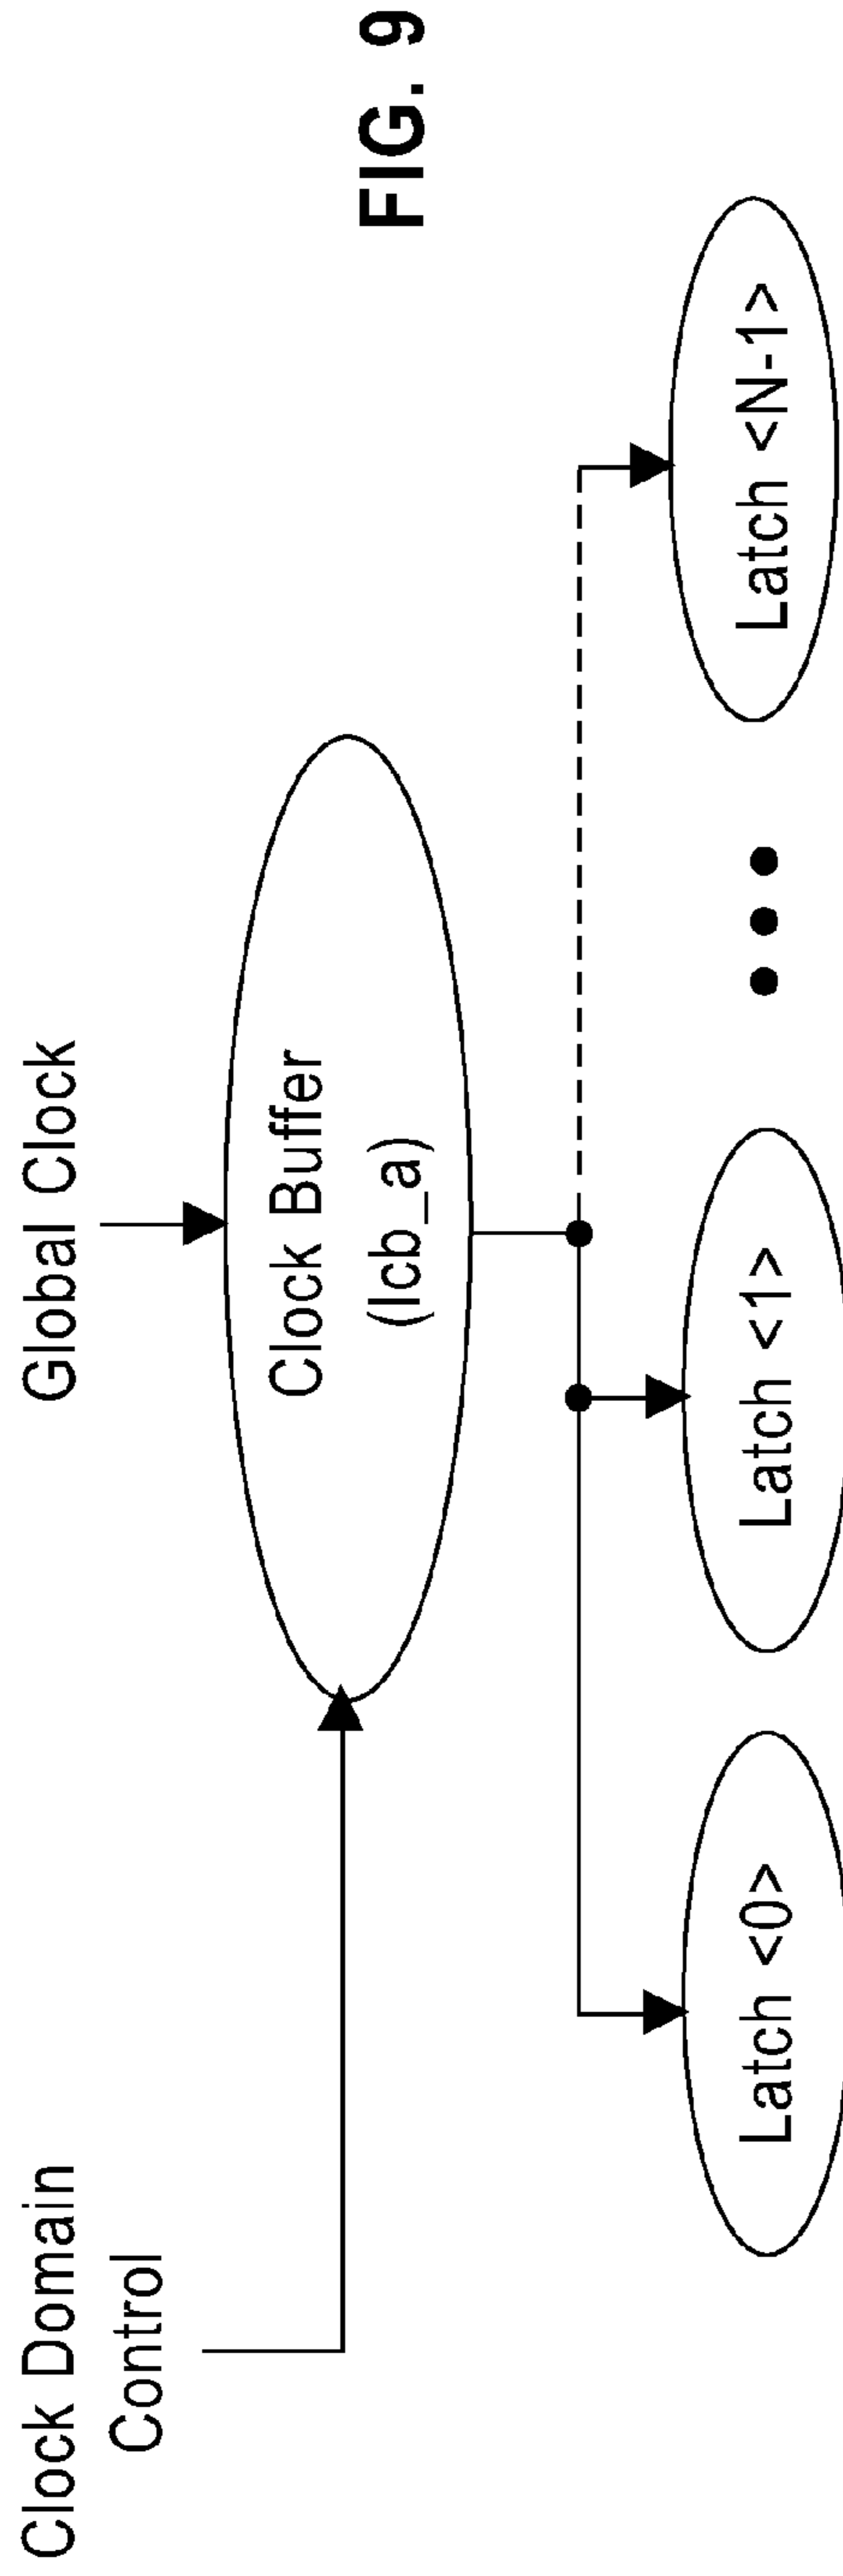 Clock Domain
Control
Global Clock
Clock Buffer
(lcb_a)
Latch <0>
Latch <1>
Latch <N-1>
FIG. 9